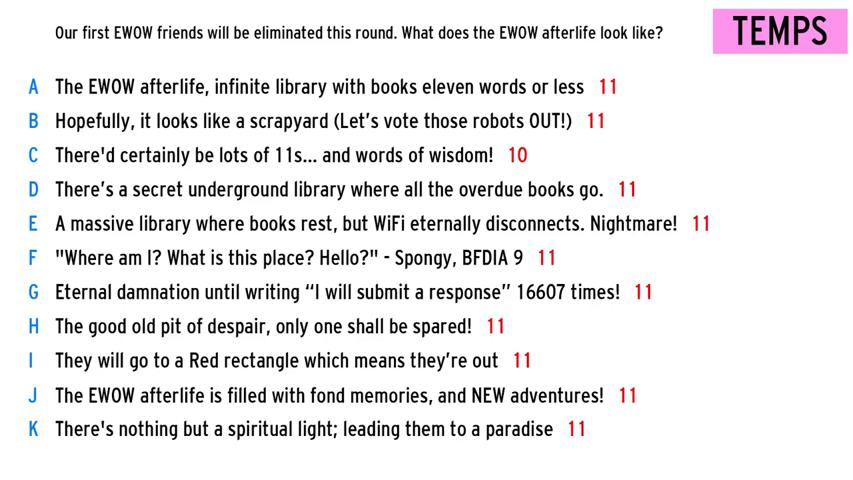 Our first EWOW friends will be eliminated this round. What does the EWOW afterlife look like?
TEMPS
A The EWOW afterlife, infinite library with books eleven words or less 11
B Hopefully, it looks like a scrapyard (Let's vote those robots OUT!) 11
C There'd certainly be lots of 11s... and words of wisdom! 10
D There’s a secret underground library where all the overdue books go. 11
E A massive library where books rest, but WiFi eternally disconnects. Nightmare! 11
F "Where am I? What is this place? Hello?" - Spongy, BFDIA 9 11
G Eternal damnation until writing “I will submit a response” 16607 times! 11
H The good old pit of despair, only one shall be spared! 11
I They will go to a Red rectangle which means they’re out 11
J The EWOW afterlife is filled with fond memories, and NEW adventures! 11
K There's nothing but a spiritual light; leading them to a paradise 11